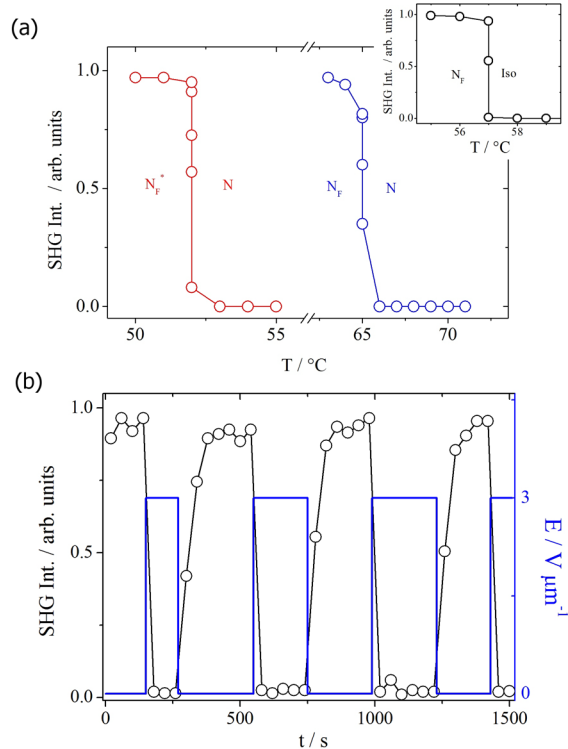 (a)
SHG Int. / arb. units
1.0
0.5
0.0
N_F^*
N
N_F
N
50
55
65
70
T / °C
SHG Int. / arb. units
1.0
0.5
0.0
N_F
Iso
56
58
T / °C
(b)
SHG Int. / arb. units
1.0
0.5
0.0
3
0
E / V µm^-1
0
500
1000
1500
t / s